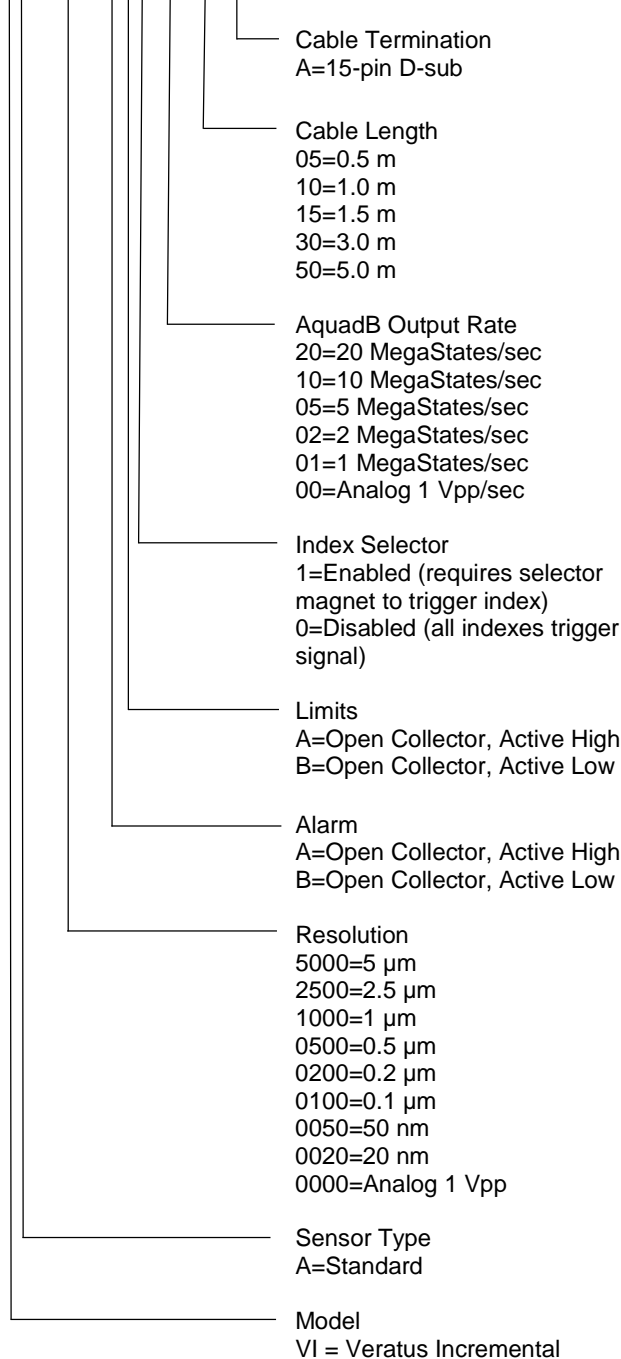 Cable Termination
A=15-pin D-sub
Cable Length
05=0.5 m
10=1.0 m
15=1.5 m
30=3.0 m
50=5.0 m
AquadB Output Rate
20=20 MegaStates/sec
10=10 MegaStates/sec
05=5 MegaStates/sec
02=2 MegaStates/sec
01=1 MegaStates/sec
00=Analog 1 Vpp/sec
Index Selector
1=Enabled (requires selector
magnet to trigger index)
0=Disabled (all indexes trigger
signal)
Limits
A=Open Collector, Active High
B=Open Collector, Active Low
Alarm
A=Open Collector, Active High
B=Open Collector, Active Low
Resolution
5000=5 µm
2500=2.5 µm
1000=1 µm
0500=0.5 µm
0200=0.2 µm
0100=0.1 µm
0050=50 nm
0020=20 nm
0000=Analog 1 Vpp
Sensor Type
A=Standard
Model
VI = Veratus Incremental